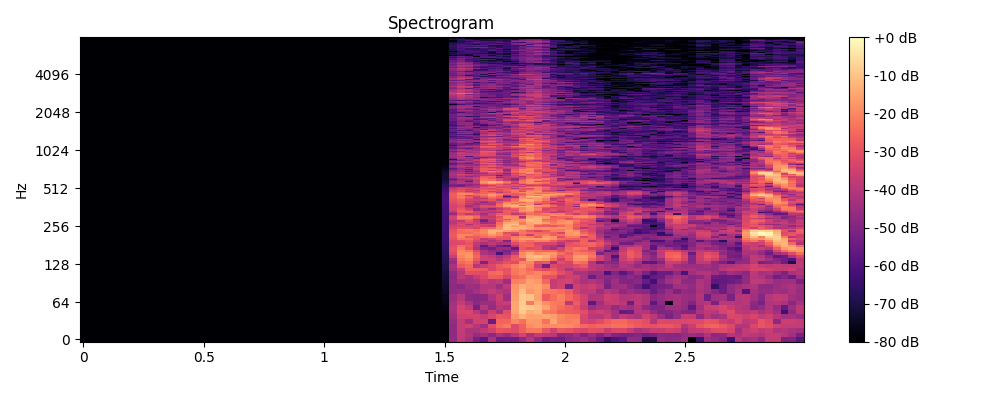 Spectrogram
Hz
4096
2048
1024
512
256
128
64
0
0
0.5
1
1.5
2
2.5
Time
+0 dB
-10 dB
-20 dB
-30 dB
-40 dB
-50 dB
-60 dB
-70 dB
-80 dB